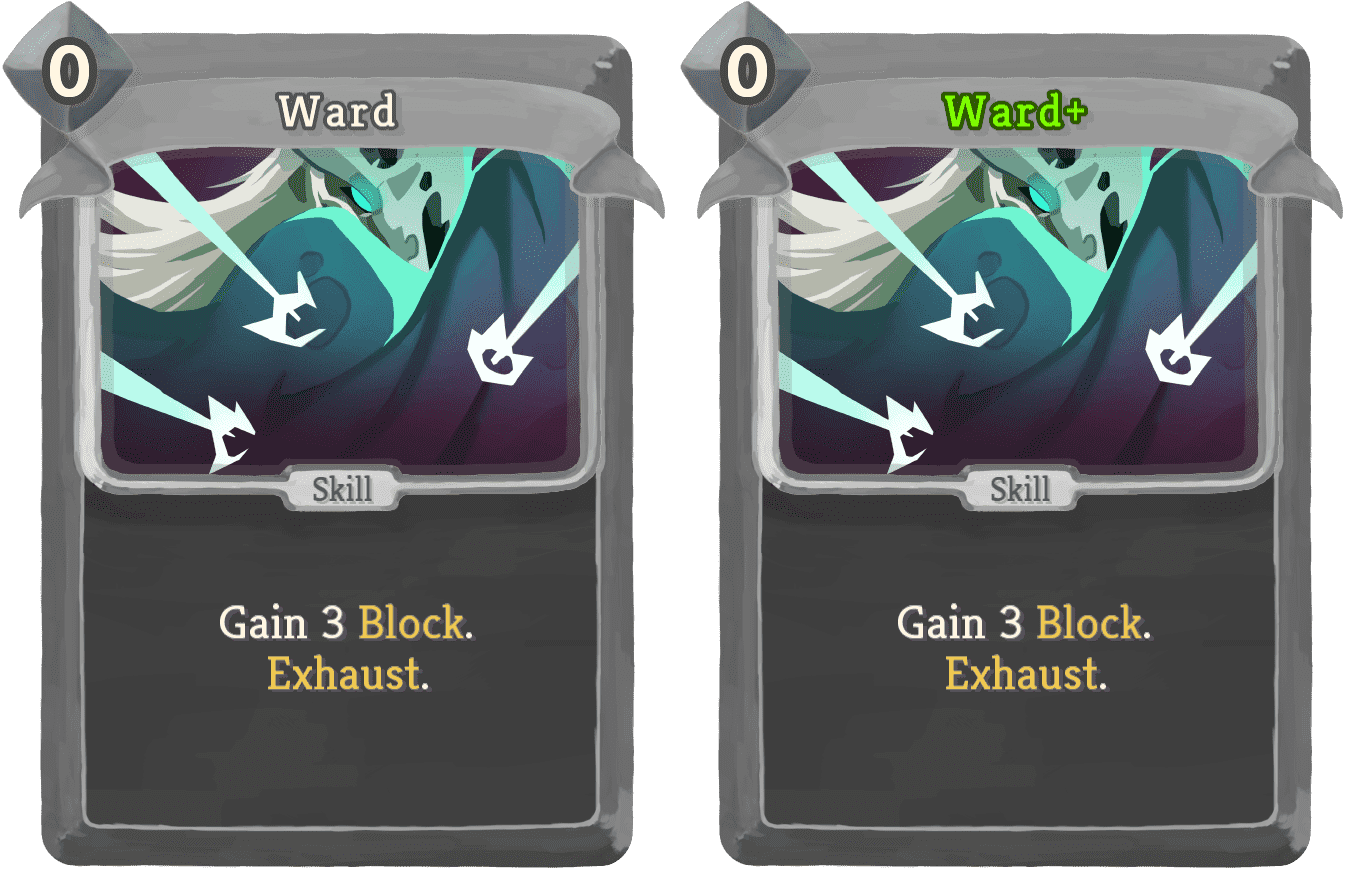 0
Ward
Skill
Gain 3 Block.
Exhaust.
0
Ward+
Skill
Gain 3 Block.
Exhaust.